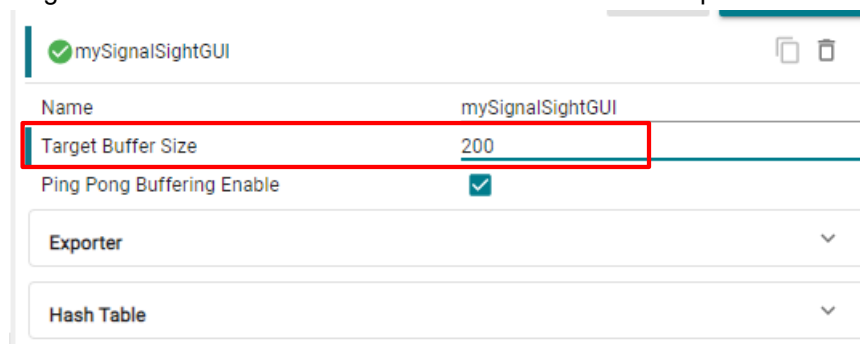 mySignalSightGUI
Name mySignalSightGUI
Target Buffer Size 200
Ping Pong Buffering Enable
Exporter
Hash Table